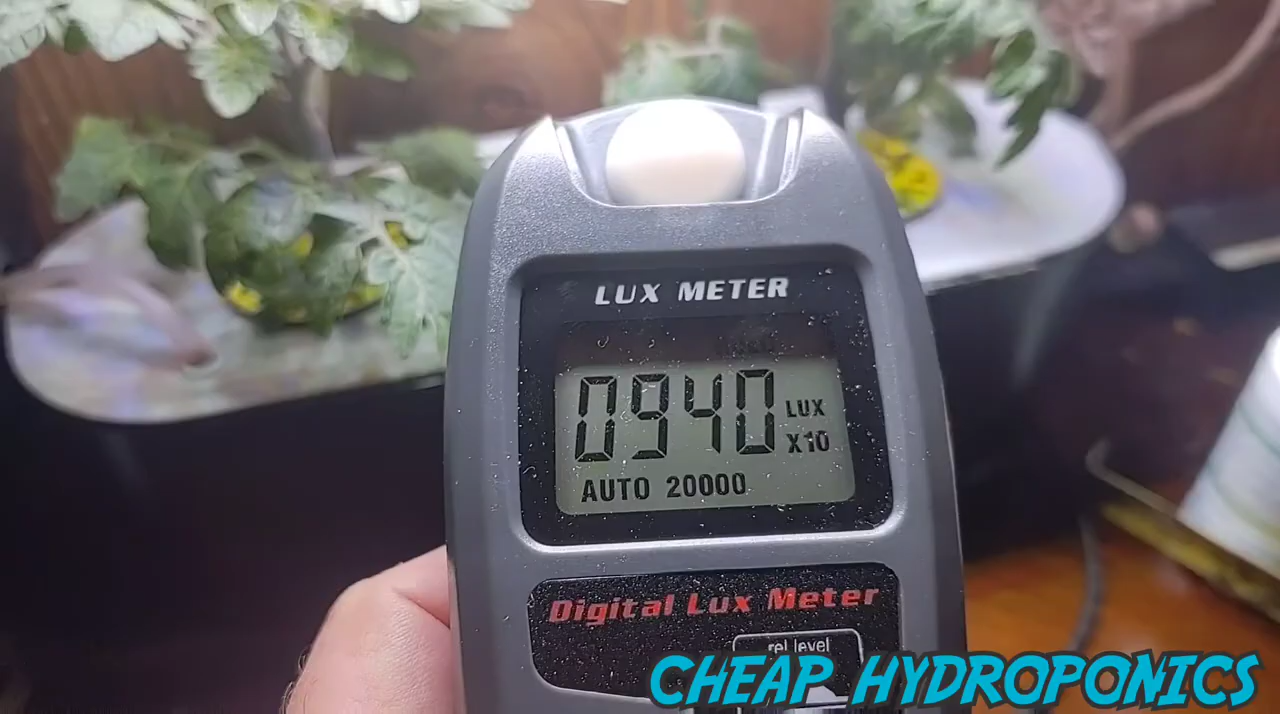 LUX METER
0940
LUX
X10
AUTO 20000
Digital Lux Meter
rel level
CHEAP HYDROPONICS